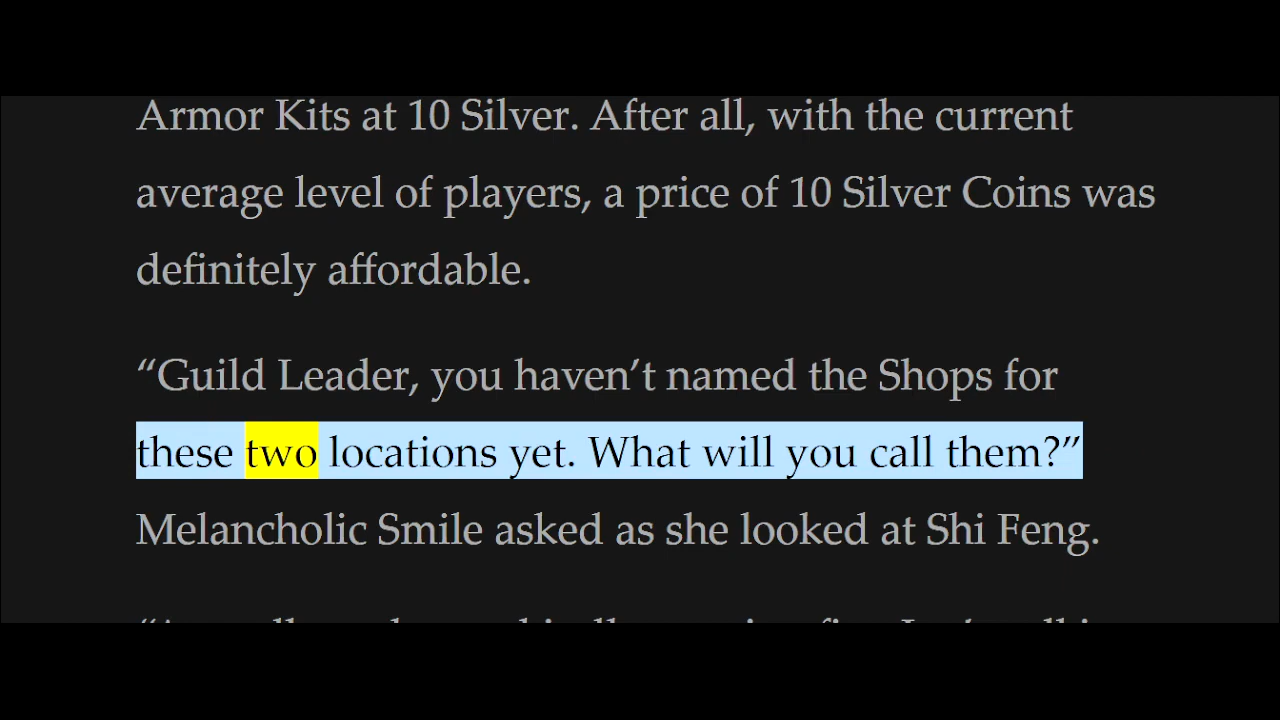 Armor Kits at 10 Silver. After all, with the current
average level of players, a price of 10 Silver Coins was
definitely affordable.
“Guild Leader, you haven’t named the Shops for
these two locations yet. What will you call them?”
Melancholic Smile asked as she looked at Shi Feng.